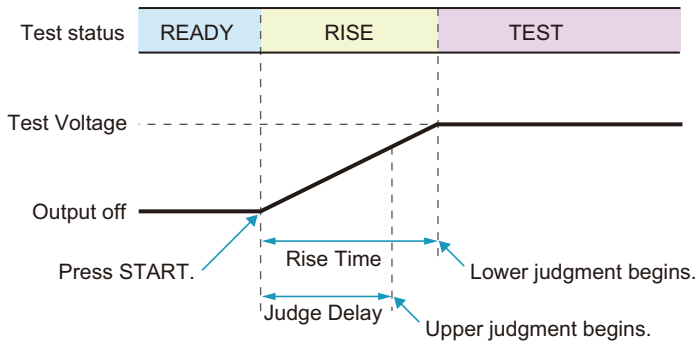 Test status READY RISE TEST
Test Voltage
Output off
Press START.
Rise Time
Lower judgment begins.
Judge Delay
Upper judgment begins.